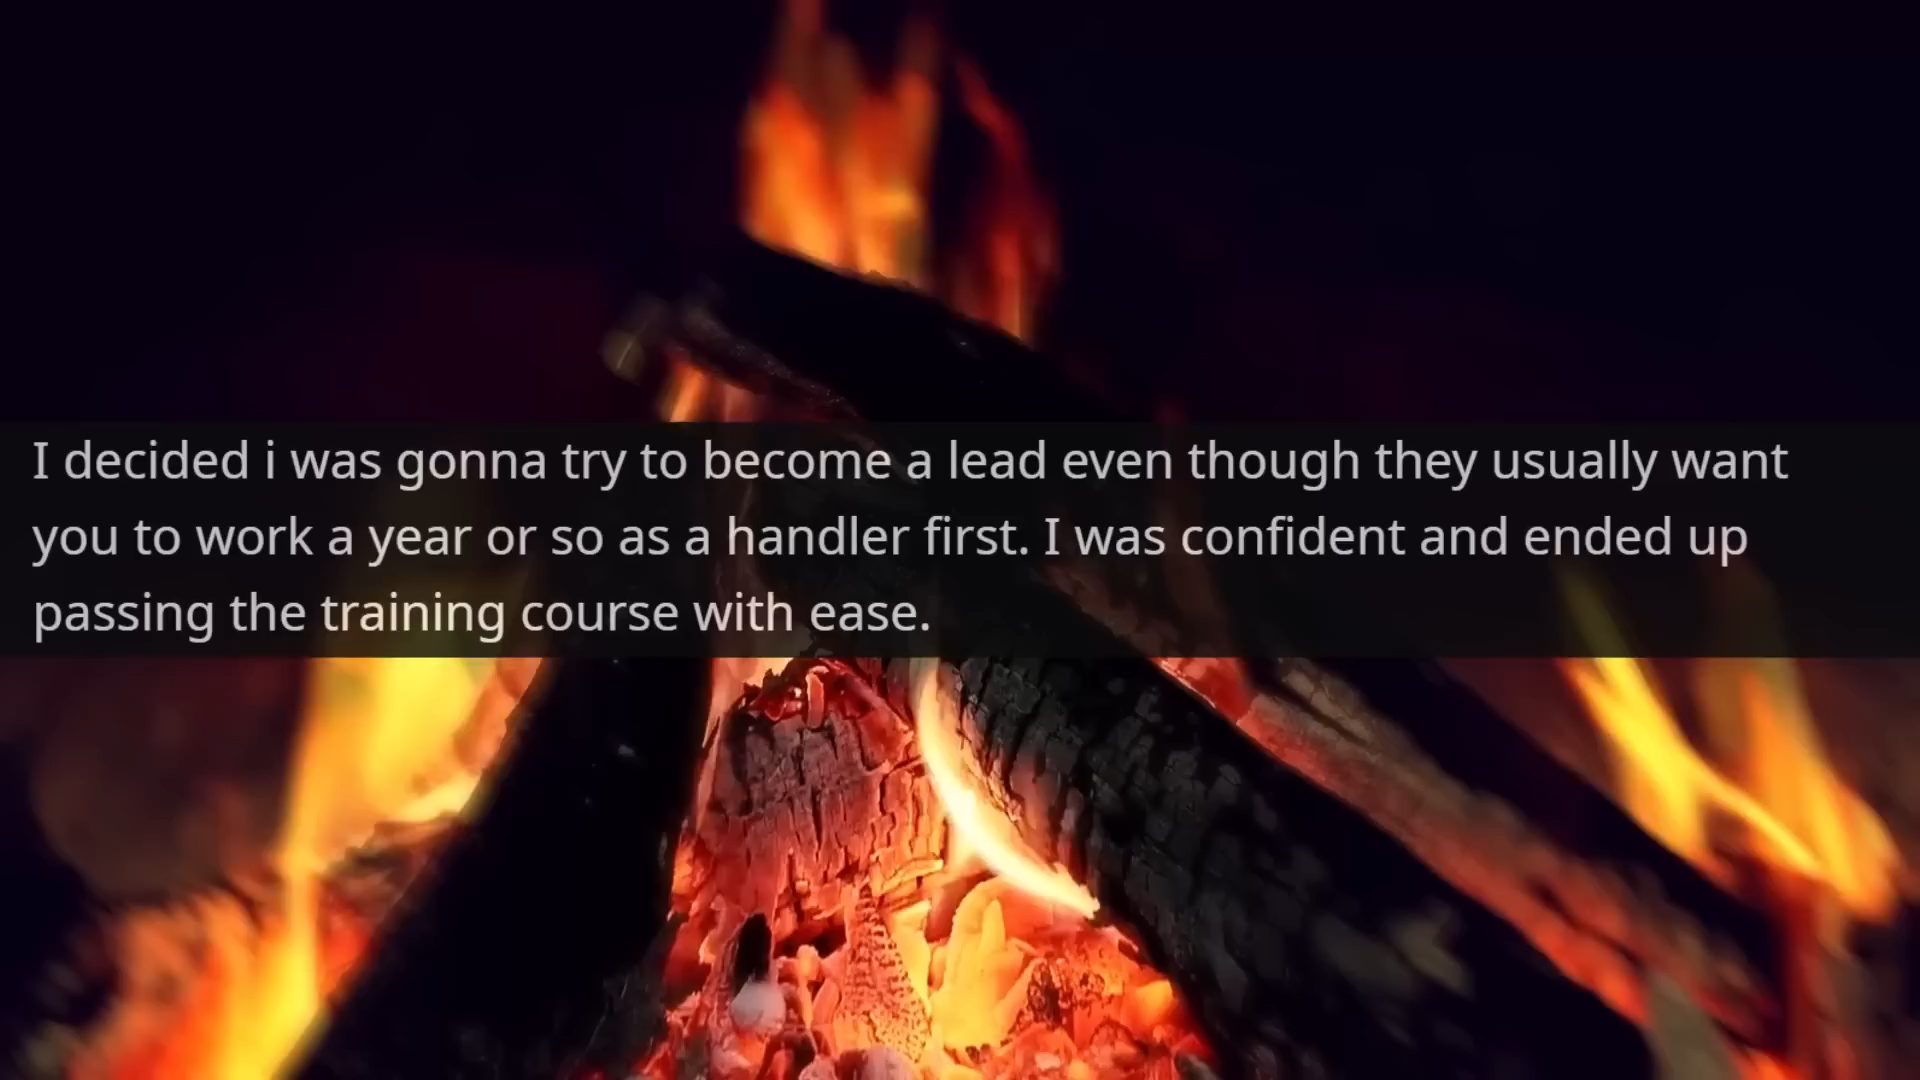 I decided i was gonna try to become a lead even though they usually want
you to work a year or so as a handler first. I was confident and ended up
passing the training course with ease.